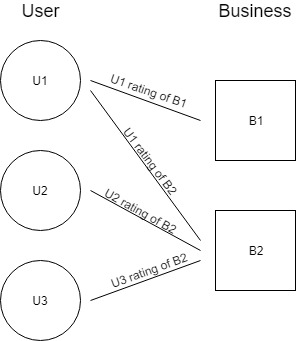 User
Business
U1
U1 rating of B1
B1
U1 rating of B2
U2
U2 rating of B2
B2
U3 rating of B2
U3